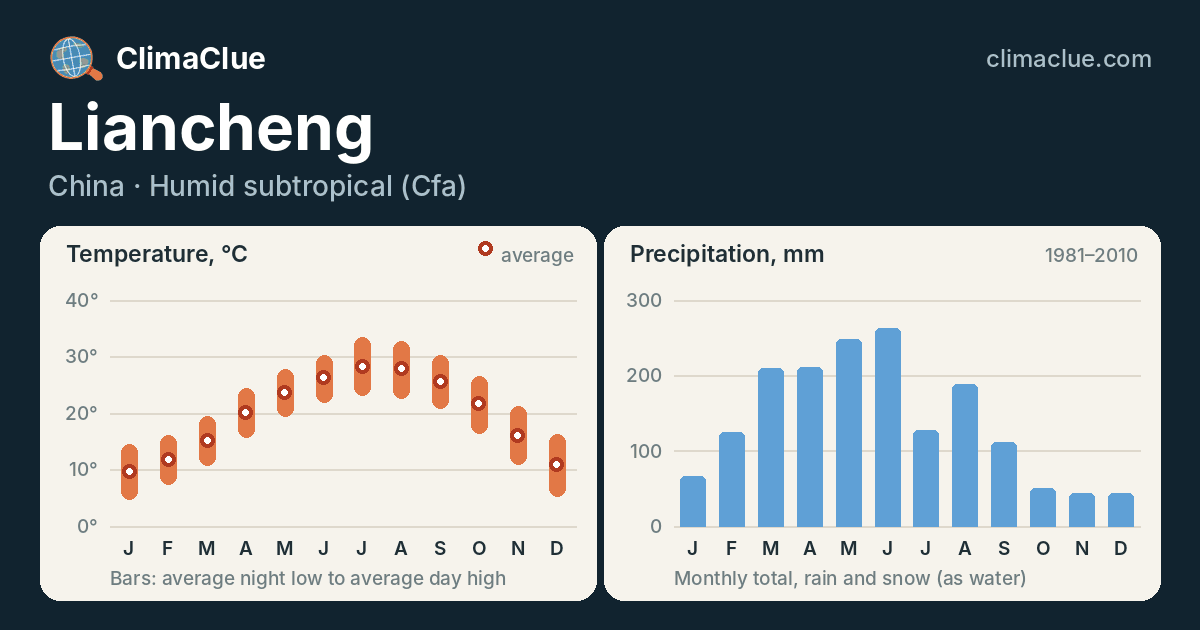 ClimaClue
climaclue.com
Liancheng
China · Humid subtropical (Cfa)
Temperature, °C
average
40°
30°
20°
10°
0°
J F M A M J J A S O N D
Bars: average night low to average day high
Precipitation, mm
1981–2010
300
200
100
0
J F M A M J J A S O N D
Monthly total, rain and snow (as water)